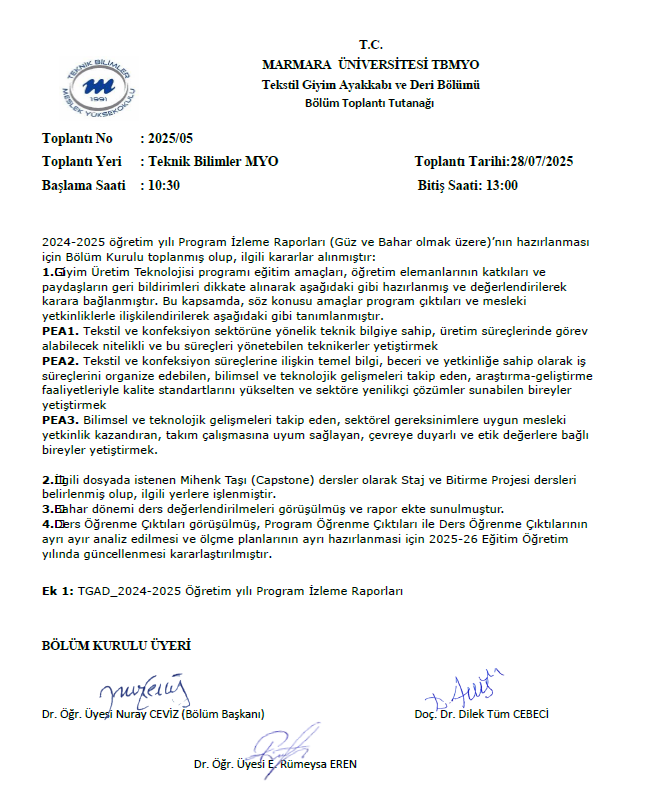 T.C.
MARMARA ÜNİVERSİTESİ TBMYO
Tekstil Giyim Ayakkabı ve Deri Bölümü
Bölüm Toplantı Tutanağı
TEKNİK BİLİMLER
m
1991
MESLEK YÜKSEKOKULU
Toplantı No : 2025/05
Toplantı Yeri : Teknik Bilimler MYO Toplantı Tarihi:28/07/2025
Başlama Saati : 10:30 Bitiş Saati: 13:00
2024-2025 öğretim yılı Program İzleme Raporları (Güz ve Bahar olmak üzere)’nın hazırlanması
için Bölüm Kurulu toplanmış olup, ilgili kararlar alınmıştır:
1.Giyim Üretim Teknolojisi programı eğitim amaçları, öğretim elemanlarının katkıları ve
paydaşların geri bildirimleri dikkate alınarak aşağıdaki gibi hazırlanmış ve değerlendirilerek
karara bağlanmıştır. Bu kapsamda, söz konusu amaçlar program çıktıları ve mesleki
yetkinliklerle ilişkilendirilerek aşağıdaki gibi tanımlanmıştır.
PEA1. Tekstil ve konfeksiyon sektörüne yönelik teknik bilgiye sahip, üretim süreçlerinde görev
alabilecek nitelikli ve bu süreçleri yönetebilen teknikerler yetiştirmek
PEA2. Tekstil ve konfeksiyon süreçlerine ilişkin temel bilgi, beceri ve yetkinliğe sahip olarak iş
süreçlerini organize edebilen, bilimsel ve teknolojik gelişmeleri takip eden, araştırma-geliştirme
faaliyetleriyle kalite standartlarını yükselten ve sektöre yenilikçi çözümler sunabilen bireyler
yetiştirmek
PEA3. Bilimsel ve teknolojik gelişmeleri takip eden, sektörel gereksinimlere uygun mesleki
yetkinlik kazandıran, takım çalışmasına uyum sağlayan, çevreye duyarlı ve etik değerlere bağlı
bireyler yetiştirmek.
2.İlgili dosyada istenen Mihenk Taşı (Capstone) dersler olarak Staj ve Bitirme Projesi dersleri
belirlenmiş olup, ilgili yerlere işlenmiştir.
3.Bahar dönemi ders değerlendirilmeleri görüşülmüş ve rapor ekte sunulmuştur.
4.Ders Öğrenme Çıktıları görüşülmüş, Program Öğrenme Çıktıları ile Ders Öğrenme Çıktılarının
ayrı ayır analiz edilmesi ve ölçme planlarının ayrı hazırlanması için 2025-26 Eğitim Öğretim
yılında güncellenmesi kararlaştırılmıştır.
Ek 1: TGAD_2024-2025 Öğretim yılı Program İzleme Raporları
BÖLÜM KURULU ÜYERİ
Dr. Öğr. Üyesi Nuray CEVİZ (Bölüm Başkanı) Doç. Dr. Dilek Tüm CEBECİ
Dr. Öğr. Üyesi E. Rümeysa EREN